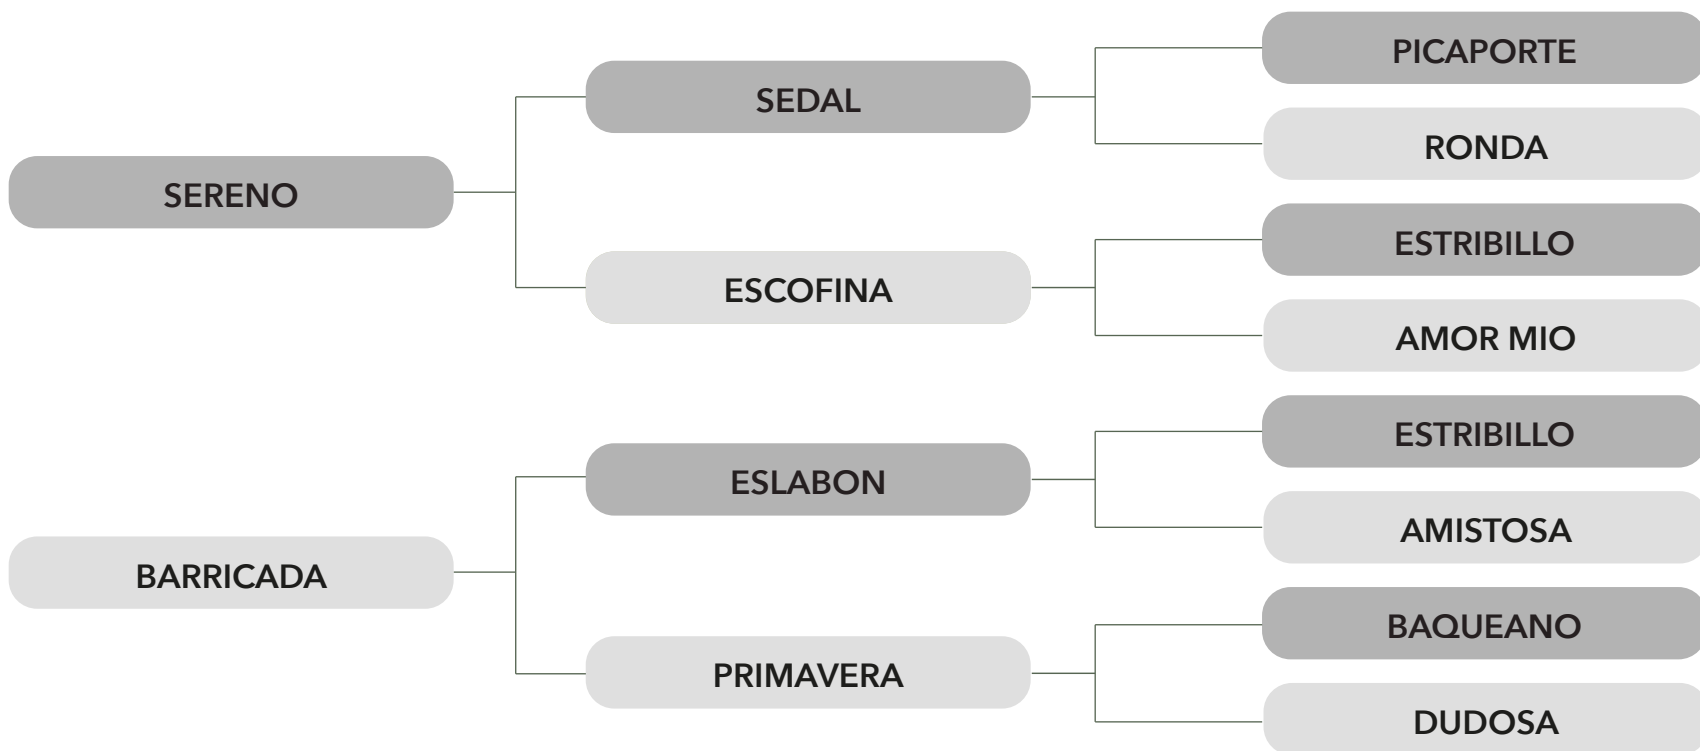 PICAPORTE
SEDAL
RONDA
SERENO
ESTRIBILLO
ESCOFINA
AMOR MIO
ESTRIBILLO
ESLABON
AMISTOSA
BARRICADA
BAQUEANO
PRIMAVERA
DUDOSA